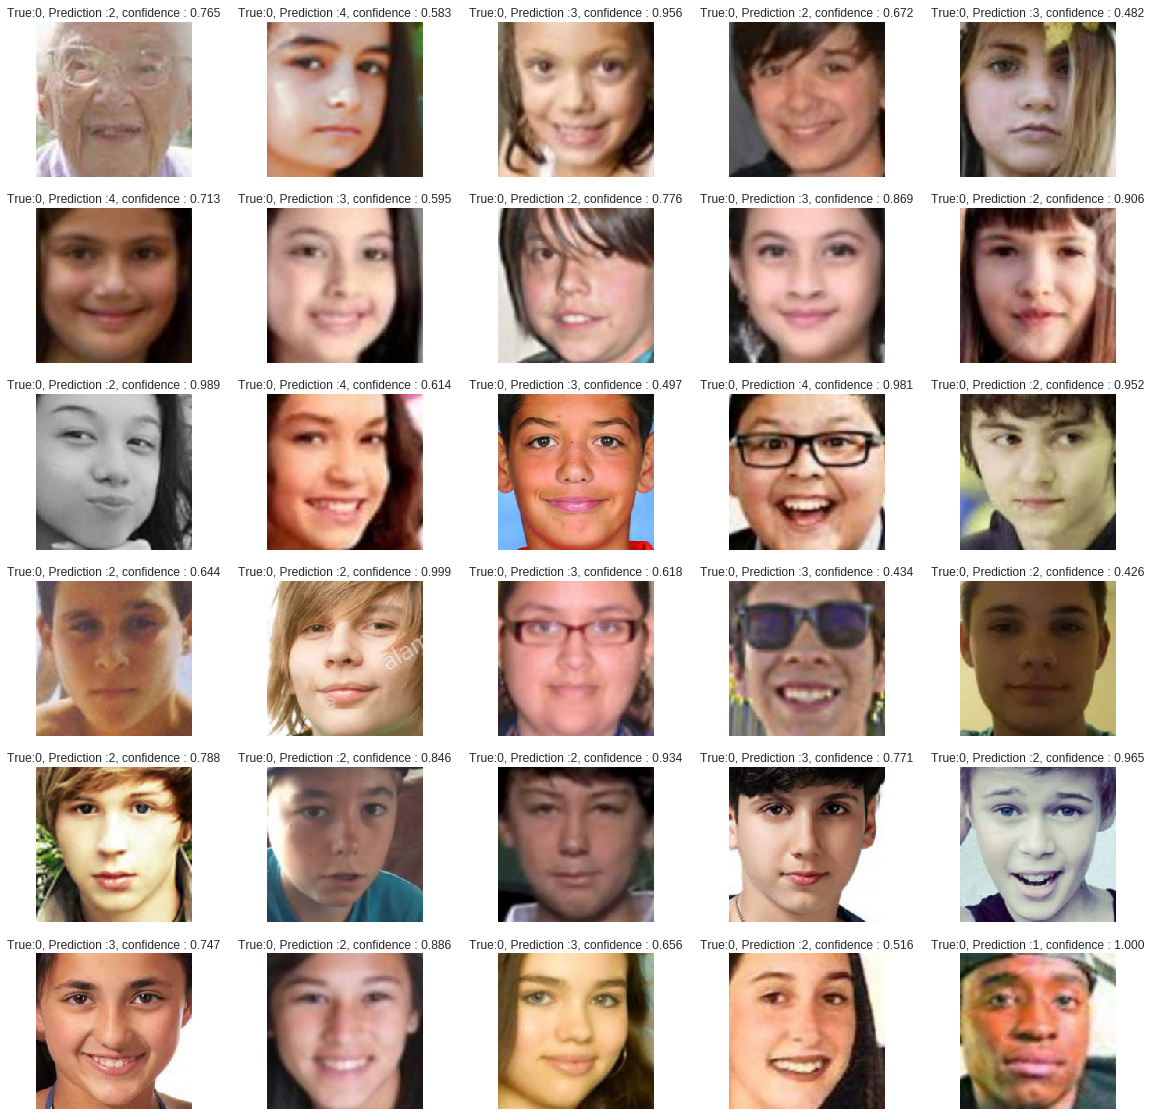 True:0, Prediction :2, confidence : 0.765
True:0, Prediction :4, confidence : 0.583
True:0, Prediction :3, confidence : 0.956
True:0, Prediction :2, confidence : 0.672
True:0, Prediction :3, confidence : 0.482
True:0, Prediction :4, confidence : 0.713
True:0, Prediction :3, confidence : 0.595
True:0, Prediction :2, confidence : 0.776
True:0, Prediction :3, confidence : 0.869
True:0, Prediction :2, confidence : 0.906
True:0, Prediction :2, confidence : 0.989
True:0, Prediction :4, confidence : 0.614
True:0, Prediction :3, confidence : 0.497
True:0, Prediction :4, confidence : 0.981
True:0, Prediction :2, confidence : 0.952
True:0, Prediction :2, confidence : 0.644
True:0, Prediction :2, confidence : 0.999
True:0, Prediction :3, confidence : 0.618
True:0, Prediction :3, confidence : 0.434
True:0, Prediction :2, confidence : 0.426
alam
True:0, Prediction :2, confidence : 0.788
True:0, Prediction :2, confidence : 0.846
True:0, Prediction :2, confidence : 0.934
True:0, Prediction :3, confidence : 0.771
True:0, Prediction :2, confidence : 0.965
True:0, Prediction :3, confidence : 0.747
True:0, Prediction :2, confidence : 0.886
True:0, Prediction :3, confidence : 0.656
True:0, Prediction :2, confidence : 0.516
True:0, Prediction :1, confidence : 1.000